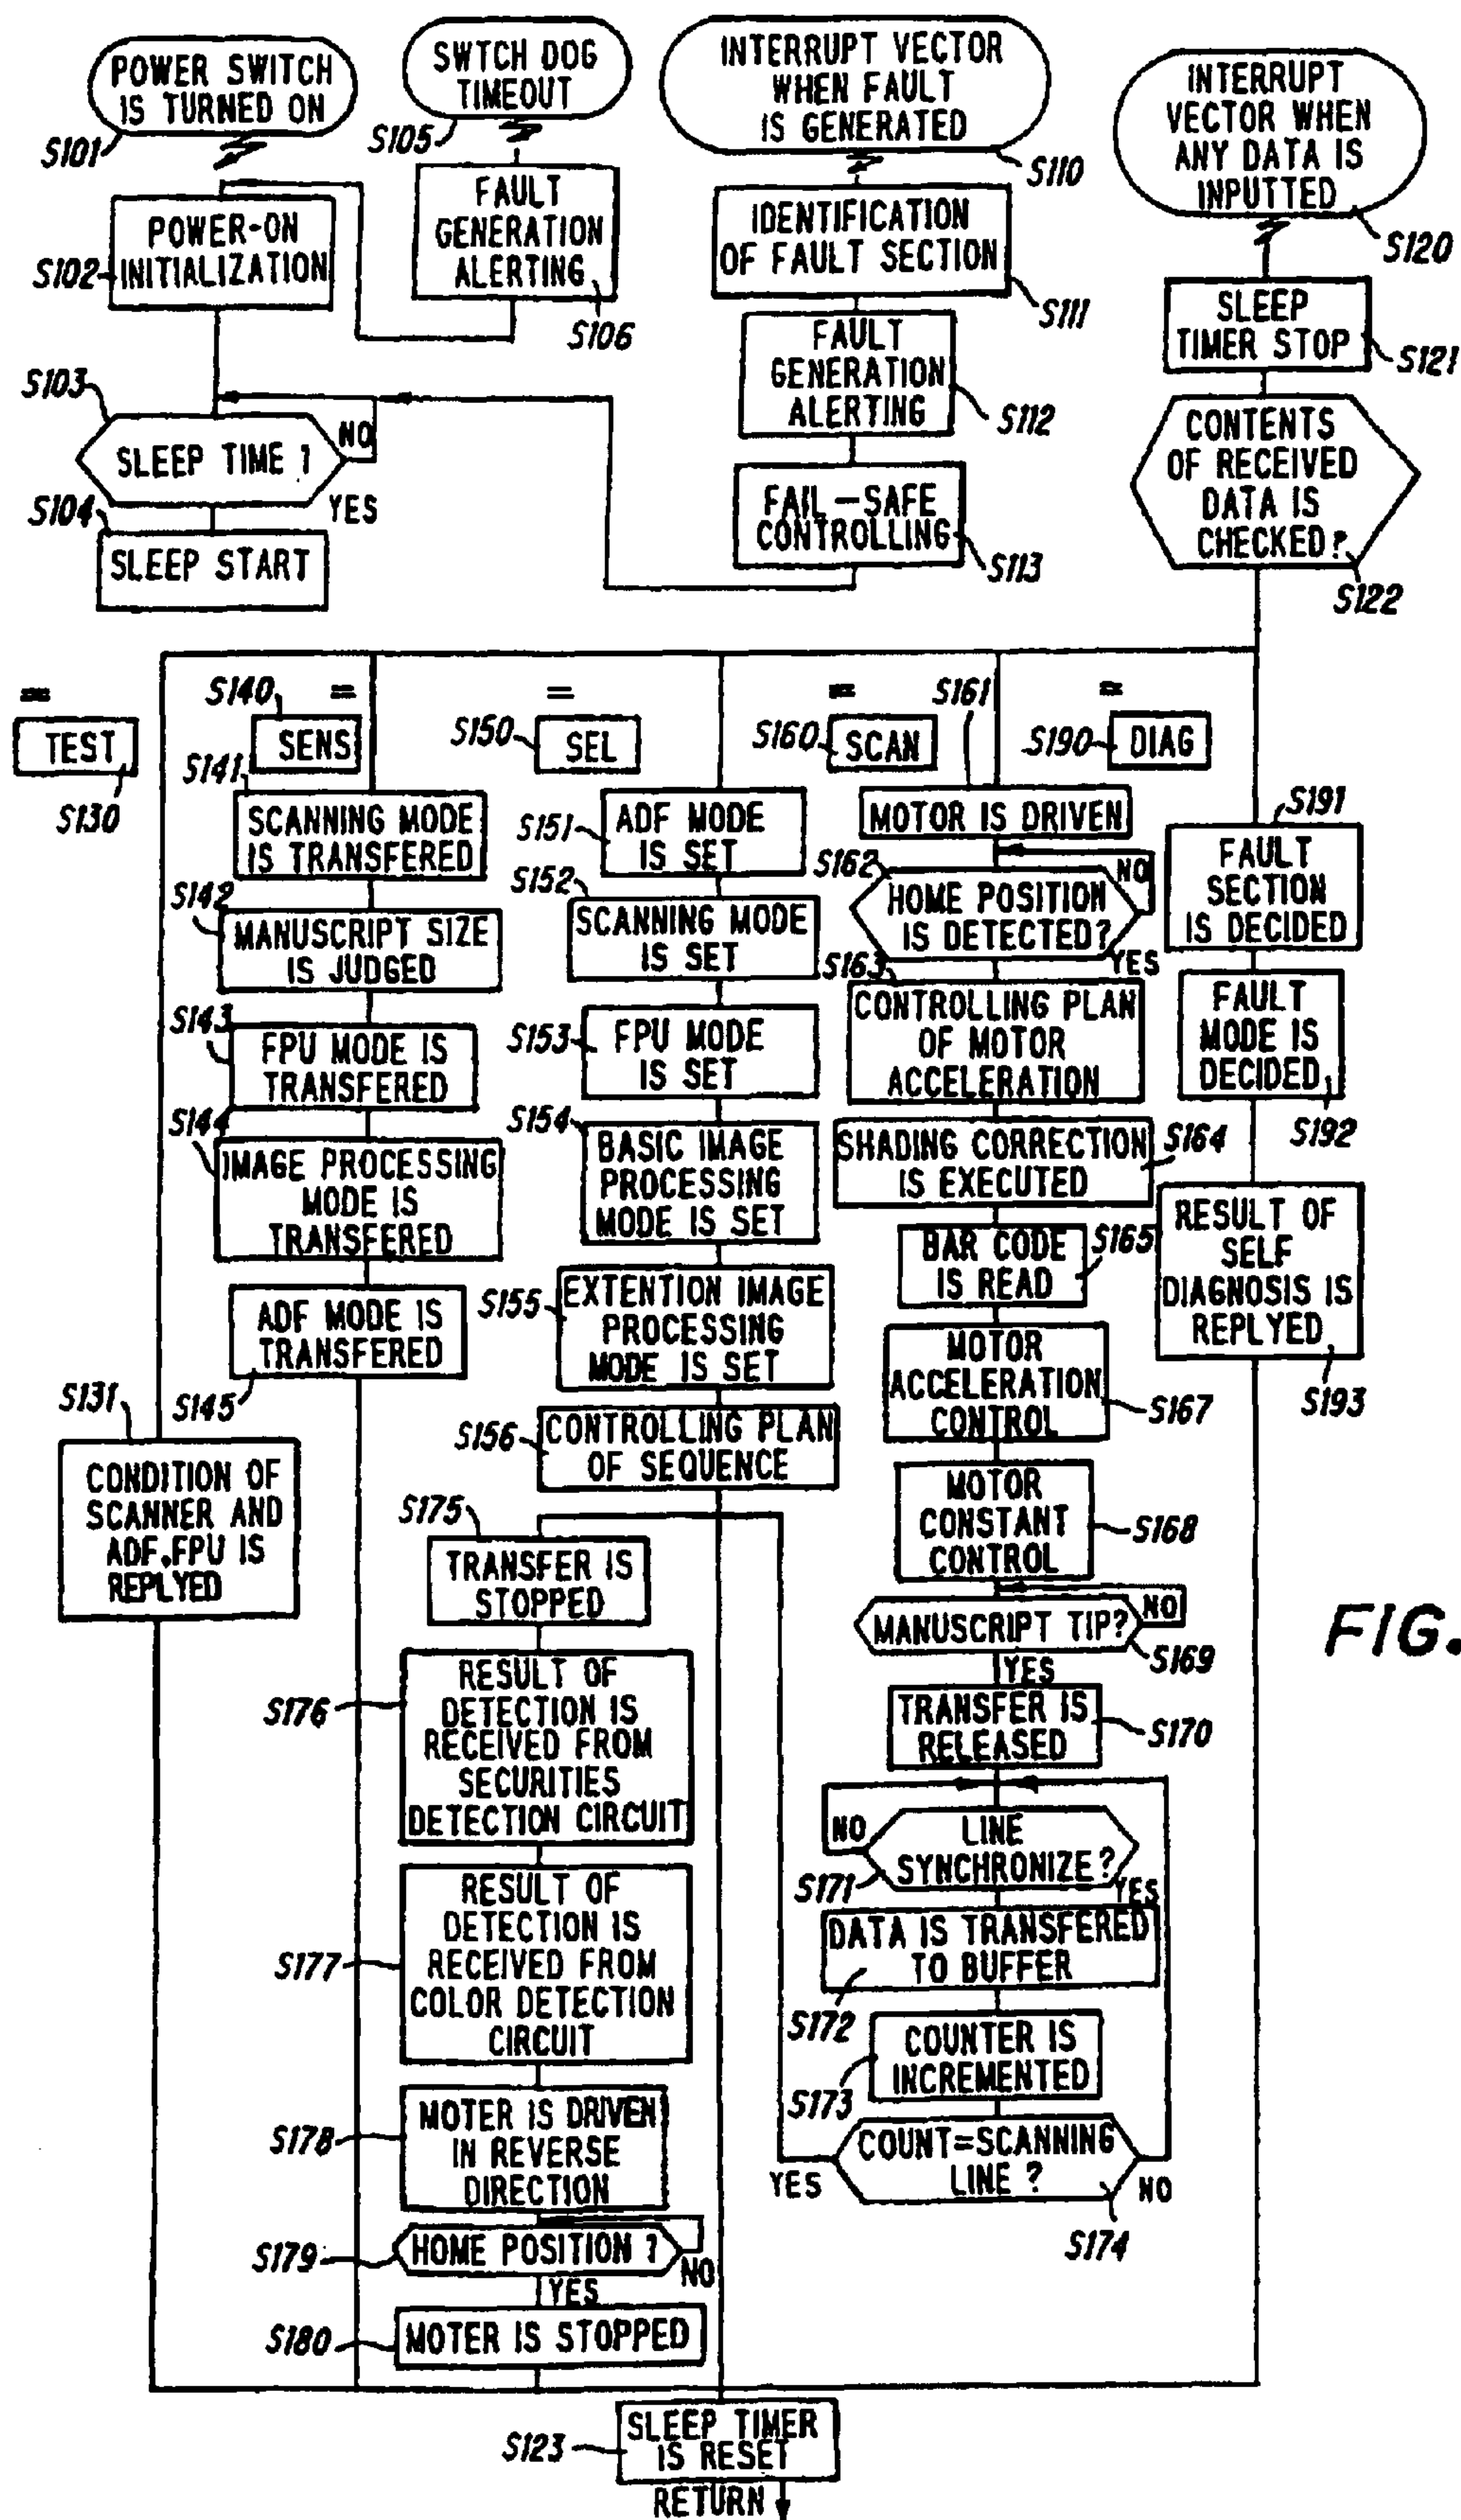 POWER SWITCH
IS TURNED ON
S101
SWTCH DOG
TIMEOUT
S105
INTERRUPT VECTOR
WHEN FAULT
IS GENERATED
S110
INTERRUPT
VECTOR WHEN
ANY DATA IS
INPUTTED
S120
POWER-ON
INITIALIZATION
S102
FAULT
GENERATION
ALERTING
S106
IDENTIFICATION
OF FAULT SECTION
S111
SLEEP
TIMER STOP
S121
S103
SLEEP TIME ?
NO
YES
S104
SLEEP START
FAULT
GENERATION
ALERTING
S112
FAIL-SAFE
CONTROLLING
S113
CONTENTS
OF RECEIVED
DATA IS
CHECKED?
S122
=
TEST
S130
S131
CONDITION OF
SCANNER AND
ADF.FPU IS
REPLYED
S140
=
SENS
S141
SCANNING MODE
IS TRANSFERED
S142
MANUSCRIPT SIZE
IS JUDGED
S143
FPU MODE IS
TRANSFERED
S144
IMAGE PROCESSING
MODE IS
TRANSFERED
ADF MODE IS
TRANSFERED
S145
=
S150
SEL
S151
ADF MODE
IS SET
S152
SCANNING MODE
IS SET
S153
FPU MODE
IS SET
S154
BASIC IMAGE
PROCESSING
MODE IS SET
S155
EXTENTION IMAGE
PROCESSING
MODE IS SET
S156
CONTROLLING PLAN
OF SEQUENCE
=
S160
SCAN
S161
MOTOR IS DRIVEN
S162
HOME POSITION
IS DETECTED?
NO
YES
S163
CONTROLLING PLAN
OF MOTOR
ACCELERATION
SHADING CORRECTION
IS EXECUTED
S164
BAR CODE
IS READ
S165
MOTOR
ACCELERATION
CONTROL
S167
MOTOR
CONSTANT
CONTROL
S168
MANUSCRIPT TIP?
NO
S169
YES
TRANSFER IS
RELEASED
S170
NO
LINE
SYNCHRONIZE?
S171
YES
DATA IS TRANSFERED
TO BUFFER
S172
COUNTER IS
INCREMENTED
S173
COUNT=SCANNING
LINE ?
YES
NO
S174
=
S190
DIAG
S191
FAULT
SECTION
IS DECIDED
FAULT
MODE IS
DECIDED
S192
RESULT OF
SELF
DIAGNOSIS IS
REPLYED
S193
S175
TRANSFER IS
STOPPED
S176
RESULT OF
DETECTION IS
RECEIVED FROM
SECURITIES
DETECTION CIRCUIT
S177
RESULT OF
DETECTION IS
RECEIVED FROM
COLOR DETECTION
CIRCUIT
S178
MOTER IS DRIVEN
IN REVERSE
DIRECTION
S179
HOME POSITION ?
NO
YES
S180
MOTER IS STOPPED
S123
SLEEP TIMER
IS RESET
RETURN
FIG.